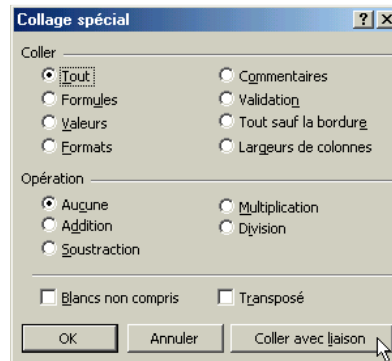 Collage spécial
Coller
Tout
Commentaires
Formules
Validation
Valeurs
Tout sauf la bordure
Formats
Largeurs de colonnes
Opération
Aucune
Multiplication
Addition
Division
Soustraction
Blancs non compris
Transposé
OK
Annuler
Coller avec liaison